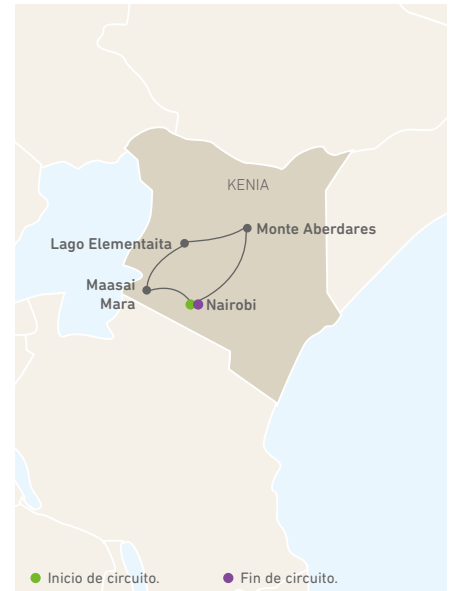 KENIA
Monte Aberdares
Lago Elementaita
Maasai
Mara
Nairobi
Inicio de circuito.
Fin de circuito.